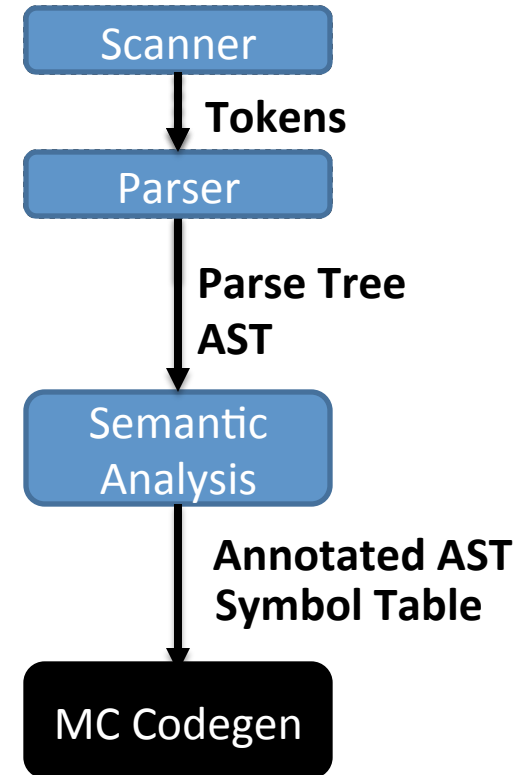 Scanner
Tokens
Parser
Parse Tree
AST
Semantic
Analysis
Annotated AST
Symbol Table
MC Codegen